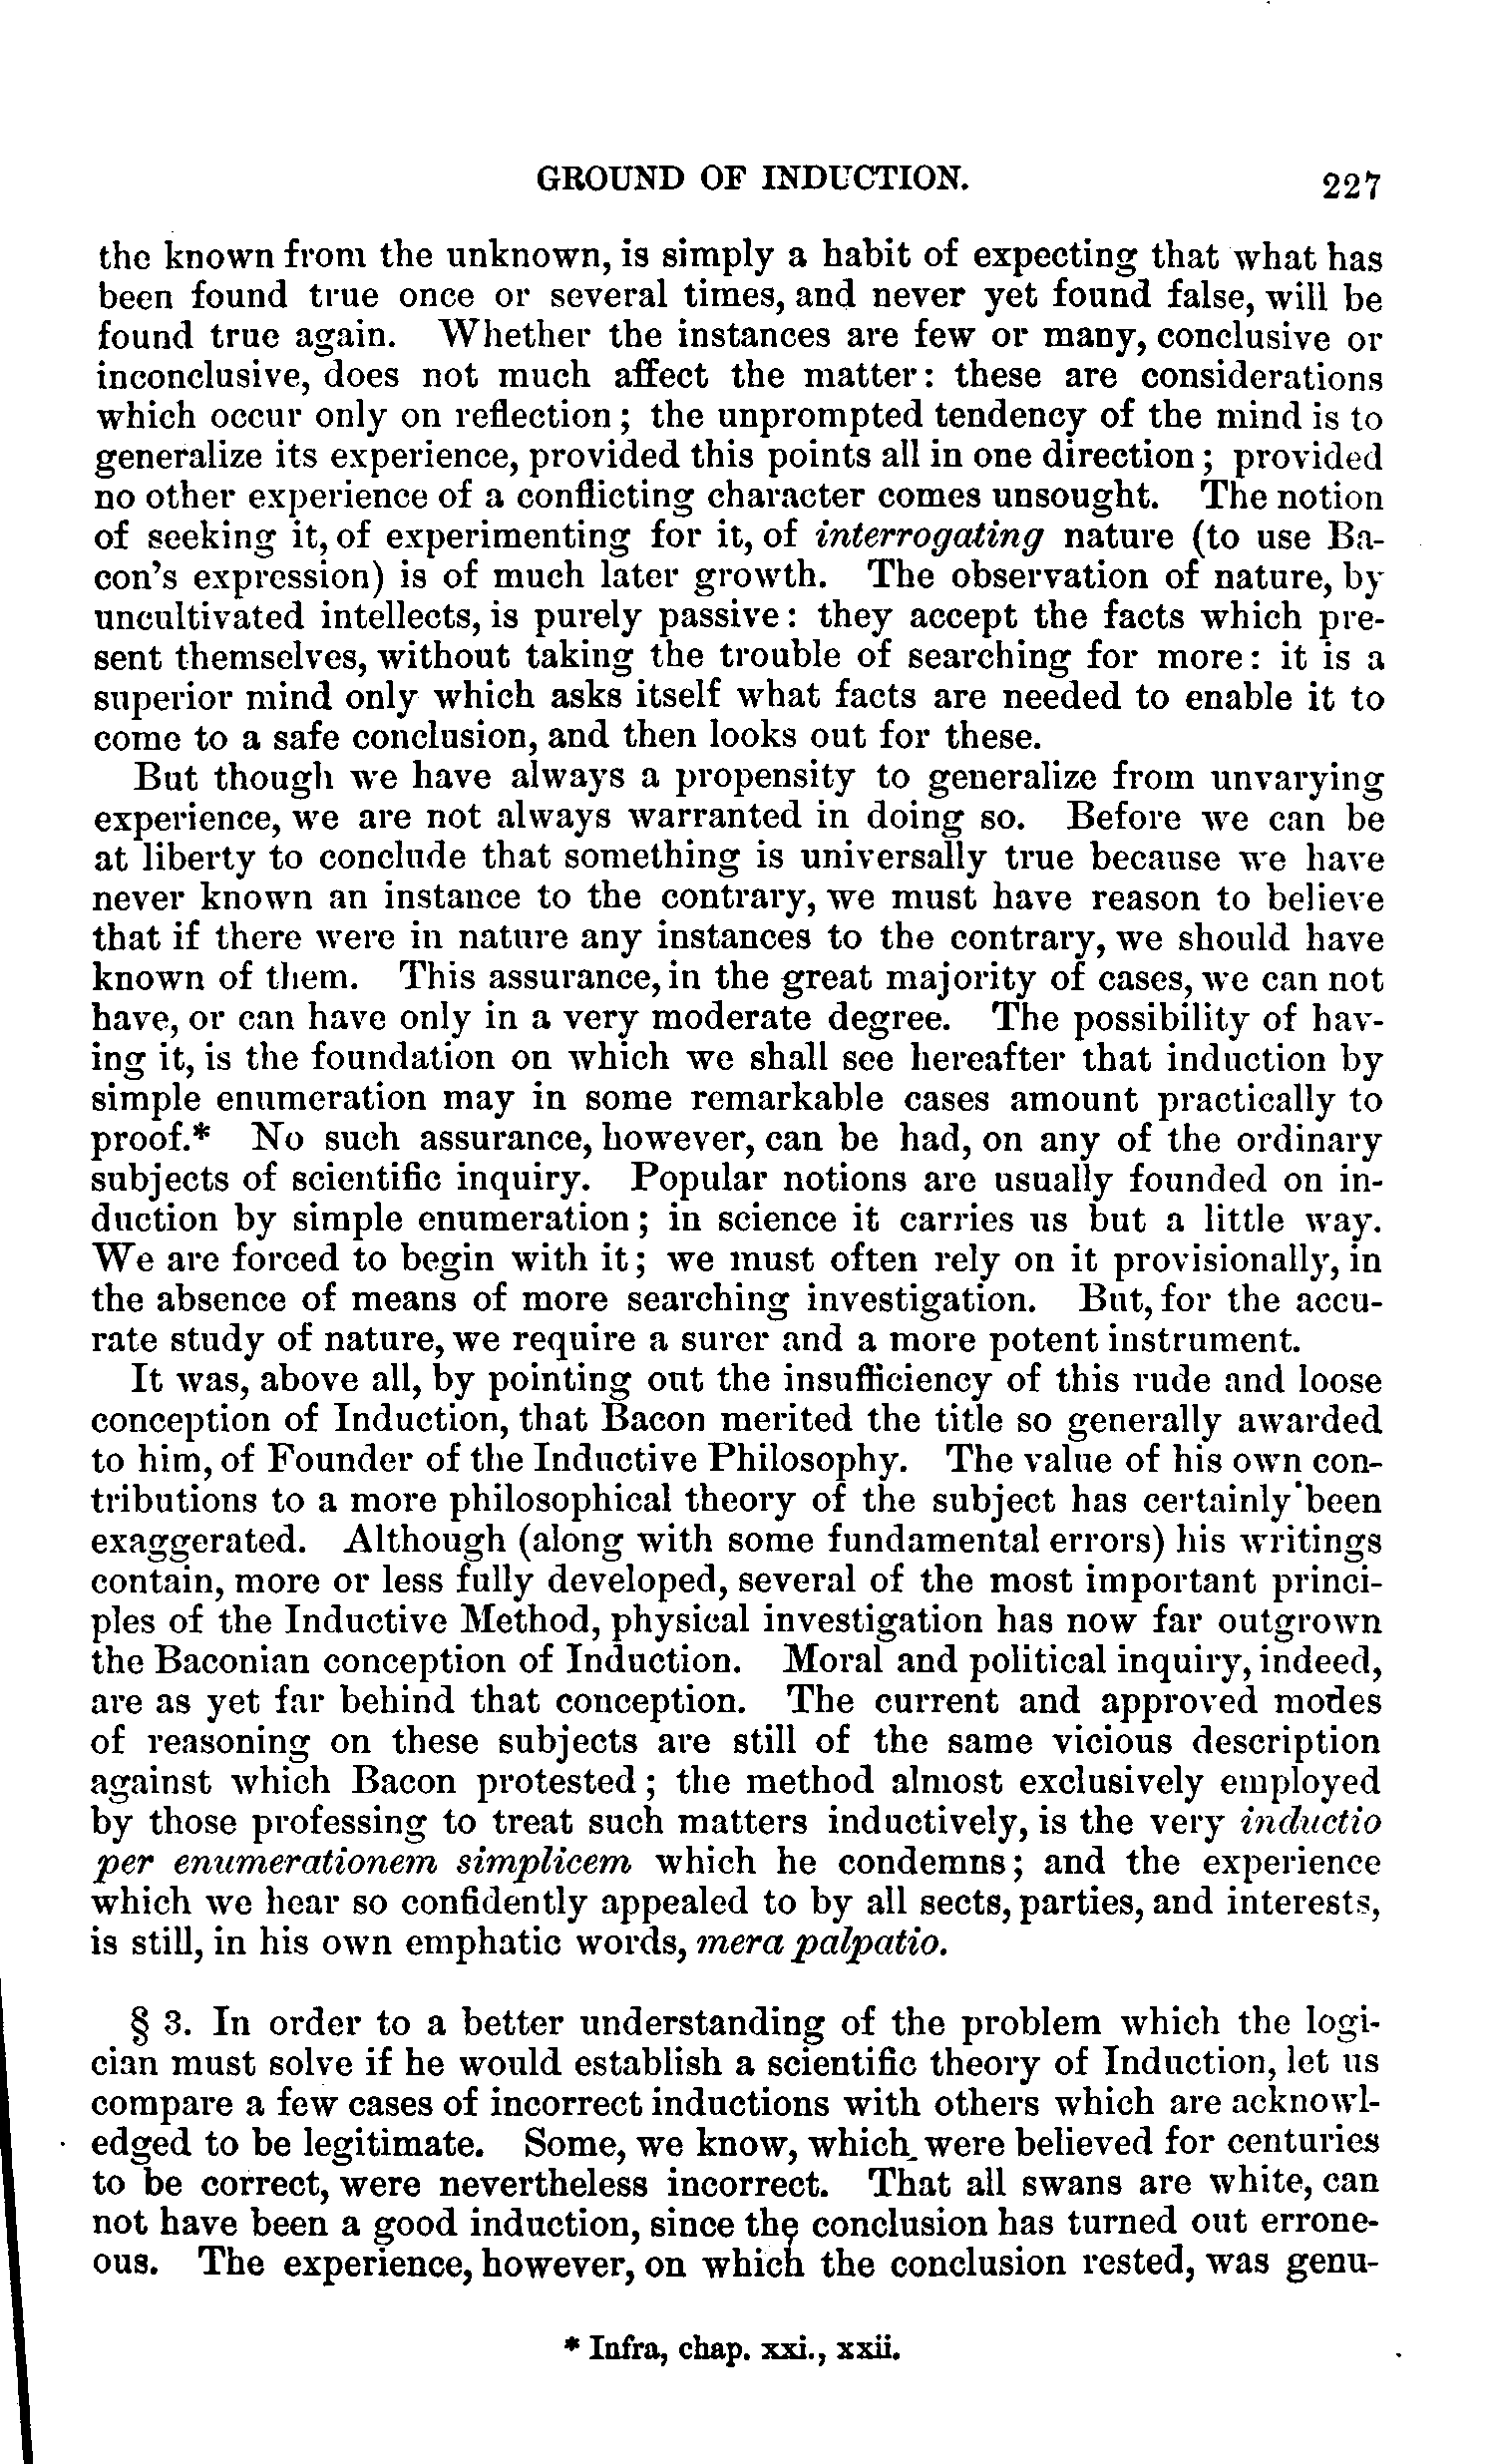 GROUND OF INDUCTION. 227
the known from the unknown, is simply a habit of expecting that what has
been found true once or several times, and never yet found false, will be
found true again. Whether the instances are few or many, conclusive or
inconclusive, does not much affect the matter: these are considerations
which occur only on reflection; the unprompted tendency of the mind is to
generalize its experience, provided this points all in one direction; provided
no other experience of a conflicting character comes unsought. The notion
of seeking it, of experimenting for it, of interrogating nature (to use Ba-
con's expression) is of much later growth. The observation of nature, by
uncultivated intellects, is purely passive: they accept the facts which pre-
sent themselves, without taking the trouble of searching for more: it is a
superior mind only which asks itself what facts are needed to enable it to
come to a safe conclusion, and then looks out for these.
But though we have always a propensity to generalize from unvarying
experience, we are not always warranted in doing so. Before we can be
at liberty to conclude that something is universally true because we have
never known an instance to the contrary, we must have reason to believe
that if there were in nature any instances to the contrary, we should have
known of them. This assurance, in the great majority of cases, we can not
have, or can have only in a very moderate degree. The possibility of hav-
ing it, is the foundation on which we shall see hereafter that induction by
simple enumeration may in some remarkable cases amount practically to
proof.* No such assurance, however, can be had, on any of the ordinary
subjects of scientific inquiry. Popular notions are usually founded on in-
duction by simple enumeration; in science it carries us but a little way.
We are forced to begin with it; we must often rely on it provisionally, in
the absence of means of more searching investigation. But, for the accu-
rate study of nature, we require a surer and a more potent instrument.
It was, above all, by pointing out the insufficiency of this rude and loose
conception of Induction, that Bacon merited the title so generally awarded
to him, of Founder of the Inductive Philosophy. The value of his own con-
tributions to a more philosophical theory of the subject has certainly been
exaggerated. Although (along with some fundamental errors) his writings
contain, more or less fully developed, several of the most important princi-
ples of the Inductive Method, physical investigation has now far outgrown
the Baconian conception of Induction. Moral and political inquiry, indeed,
are as yet far behind that conception. The current and approved modes
of reasoning on these subjects are still of the same vicious description
against which Bacon protested; the method almost exclusively employed
by those professing to treat such matters inductively, is the very inductio
per enumerationem simplicem which he condemns; and the experience
which we hear so confidently appealed to by all sects, parties, and interests,
is still, in his own emphatic words, mera palpatio.
§ 3. In order to a better understanding of the problem which the logi-
cian must solve if he would establish a scientific theory of Induction, let us
compare a few cases of incorrect inductions with others which are acknowl-
edged to be legitimate. Some, we know, which were believed for centuries
to be correct, were nevertheless incorrect. That all swans are white, can
not have been a good induction, since the conclusion has turned out errone-
ous. The experience, however, on which the conclusion rested, was genu-
* Infra, chap. xxi., xxii.